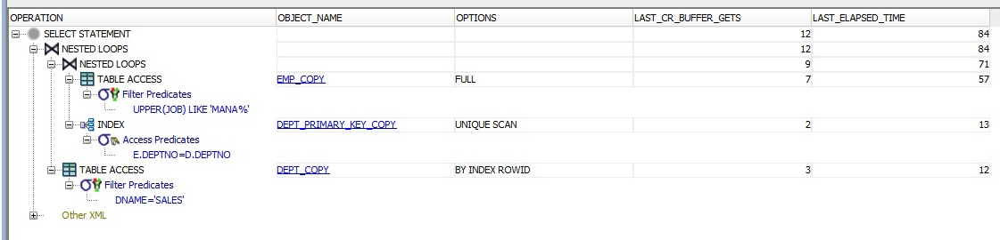 OPERATION OBJECT_NAME OPTIONS LAST_CR_BUFFER_GETS LAST_ELAPSED_TIME
SELECT STATEMENT 12 84
NESTED LOOPS 12 84
NESTED LOOPS 9 71
TABLE ACCESS EMP_COPY FULL 7 57
Filter Predicates
UPPER(JOB) LIKE 'MANA%'
INDEX DEPT_PRIMARY_KEY_COPY UNIQUE SCAN 2 13
Access Predicates
E.DEPTNO=D.DEPTNO
TABLE ACCESS DEPT_COPY BY INDEX ROWID 3 12
Filter Predicates
DNAME='SALES'
Other XML